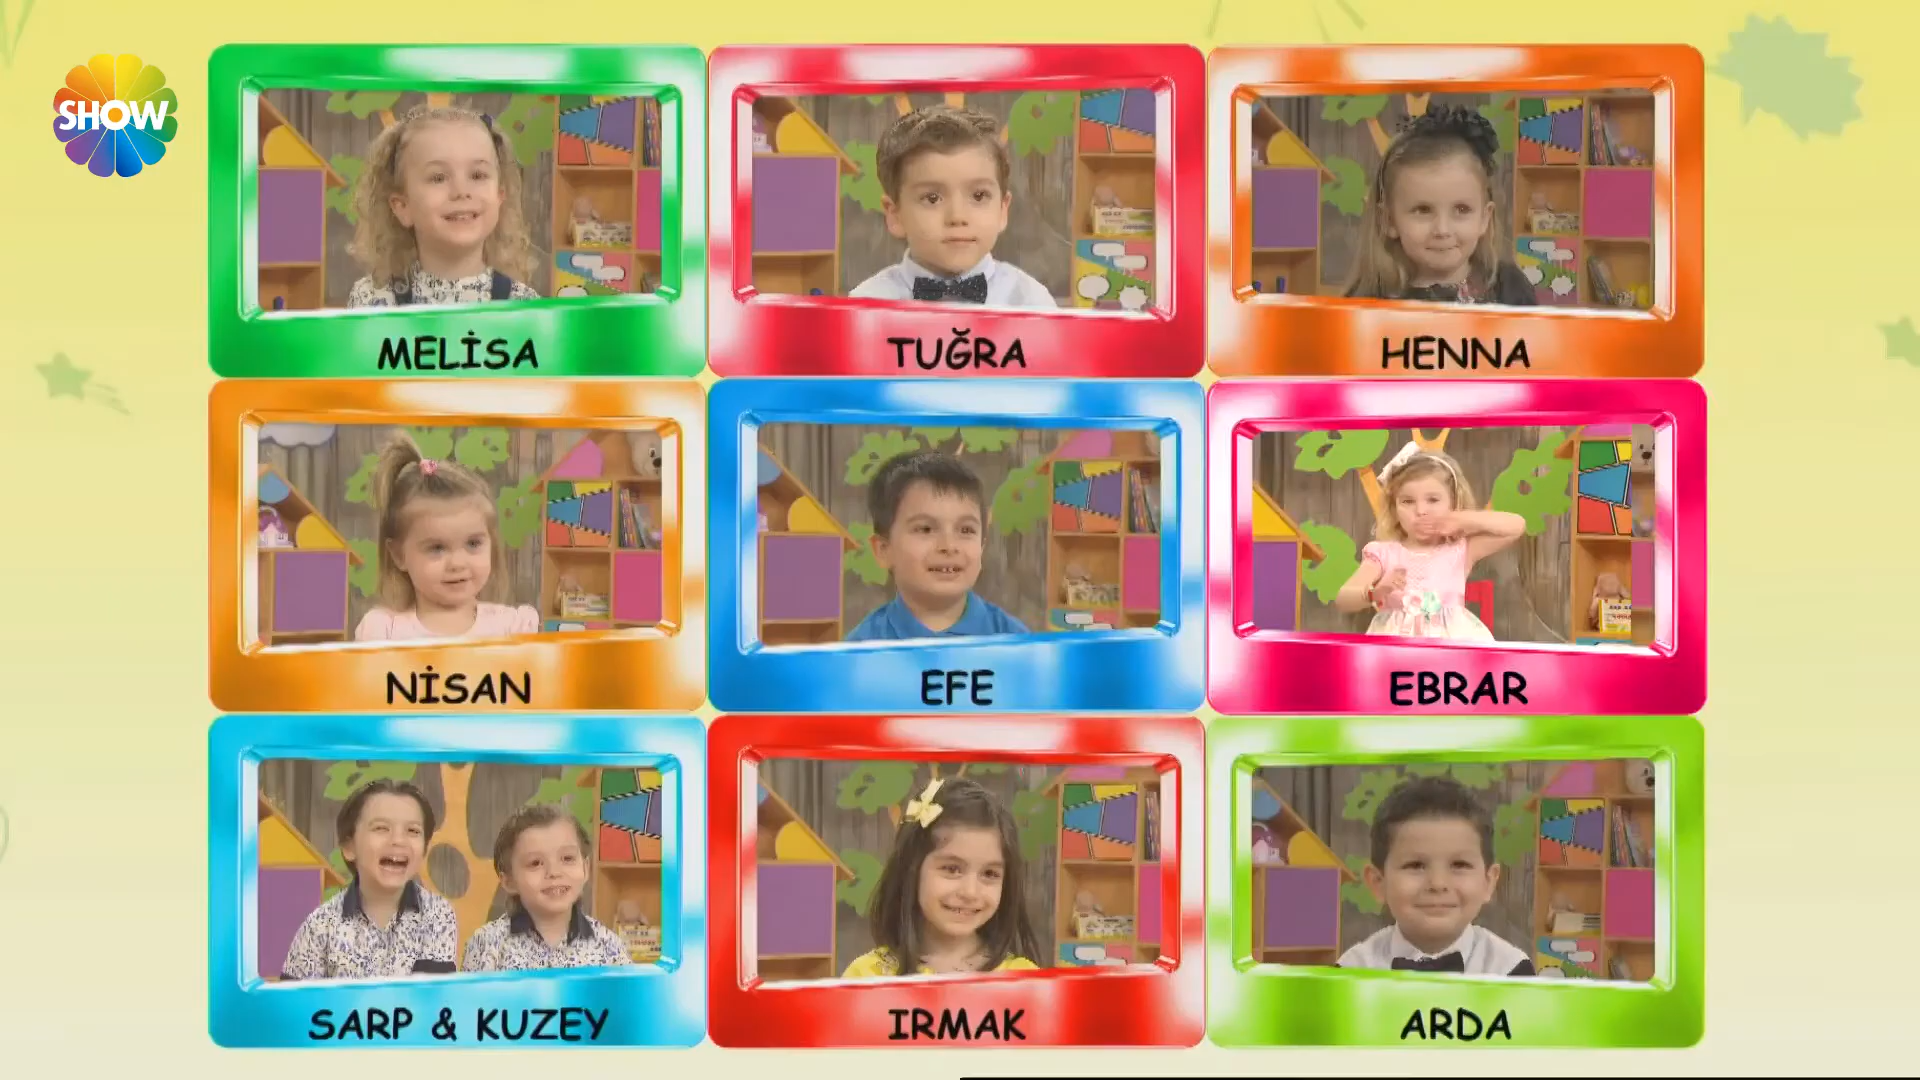 SHOW
MELİSA
TUĞRA
HENNA
NİSAN
EFE
EBRAR
SARP & KUZEY
IRMAK
ARDA